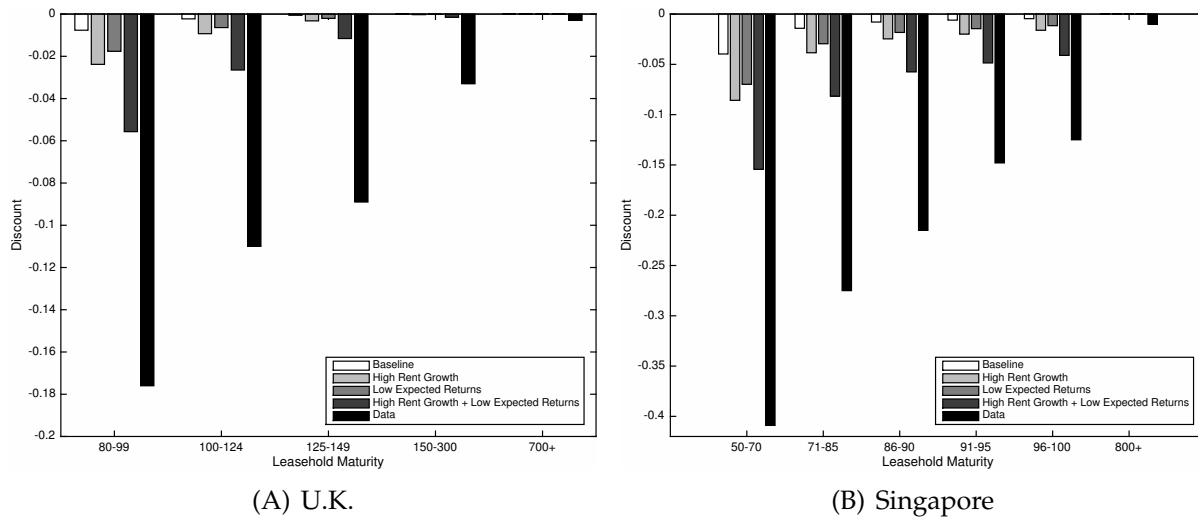 0
-0.02
-0.04
-0.06
-0.08
-0.1
-0.12
-0.14
-0.16
-0.18
-0.2
Discount
80-99 100-124 125-149 150-300 700+
Leasehold Maturity
Baseline
High Rent Growth
Low Expected Returns
High Rent Growth + Low Expected Returns
Data
(A) U.K.
0
-0.05
-0.1
-0.15
-0.2
-0.25
-0.3
-0.35
-0.4
Discount
50-70 71-85 86-90 91-95 96-100 800+
Leasehold Maturity
Baseline
High Rent Growth
Low Expected Returns
High Rent Growth + Low Expected Returns
Data
(B) Singapore